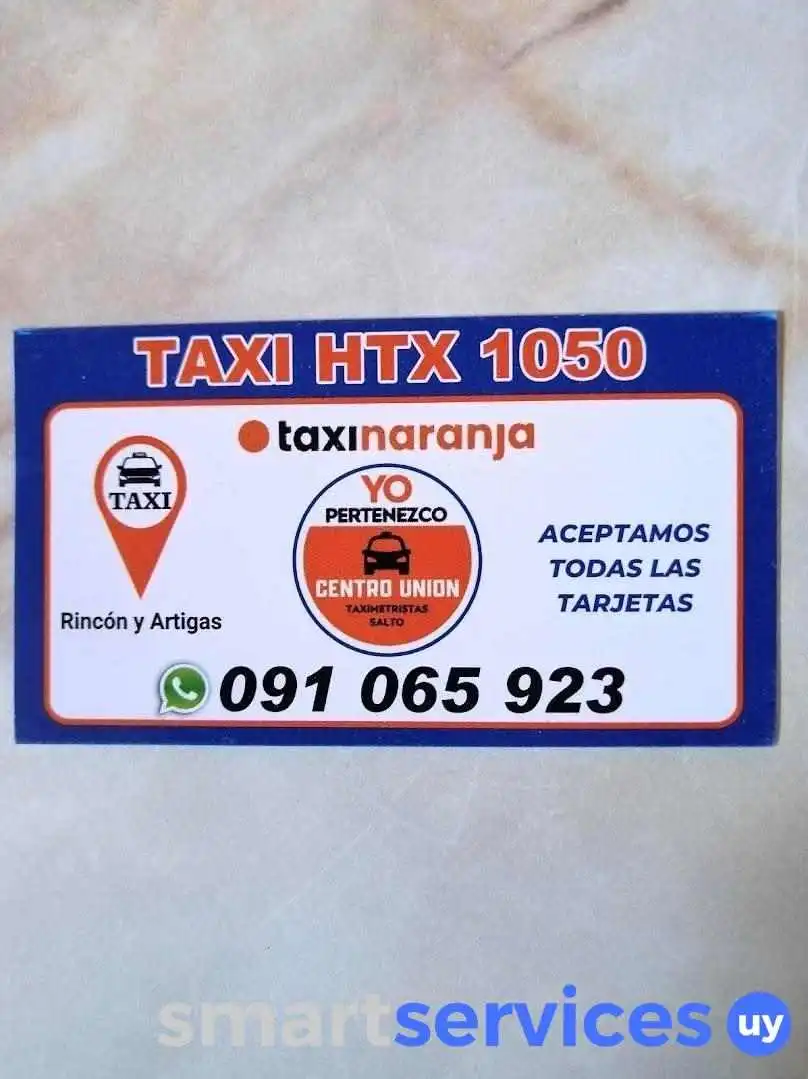 TAXI HTX 1050
taxinaranja
TAXI
Rincón y Artigas
YO
PERTENEZCO
CENTRO UNION
TAXIMETRISTAS
SALTO
ACEPTAMOS
TODAS LAS
TARJETAS
091 065 923
smartservices uy